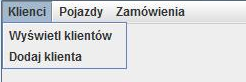 Klienci Pojazdy Zamówienia
Wyświetl klientów
Dodaj klienta